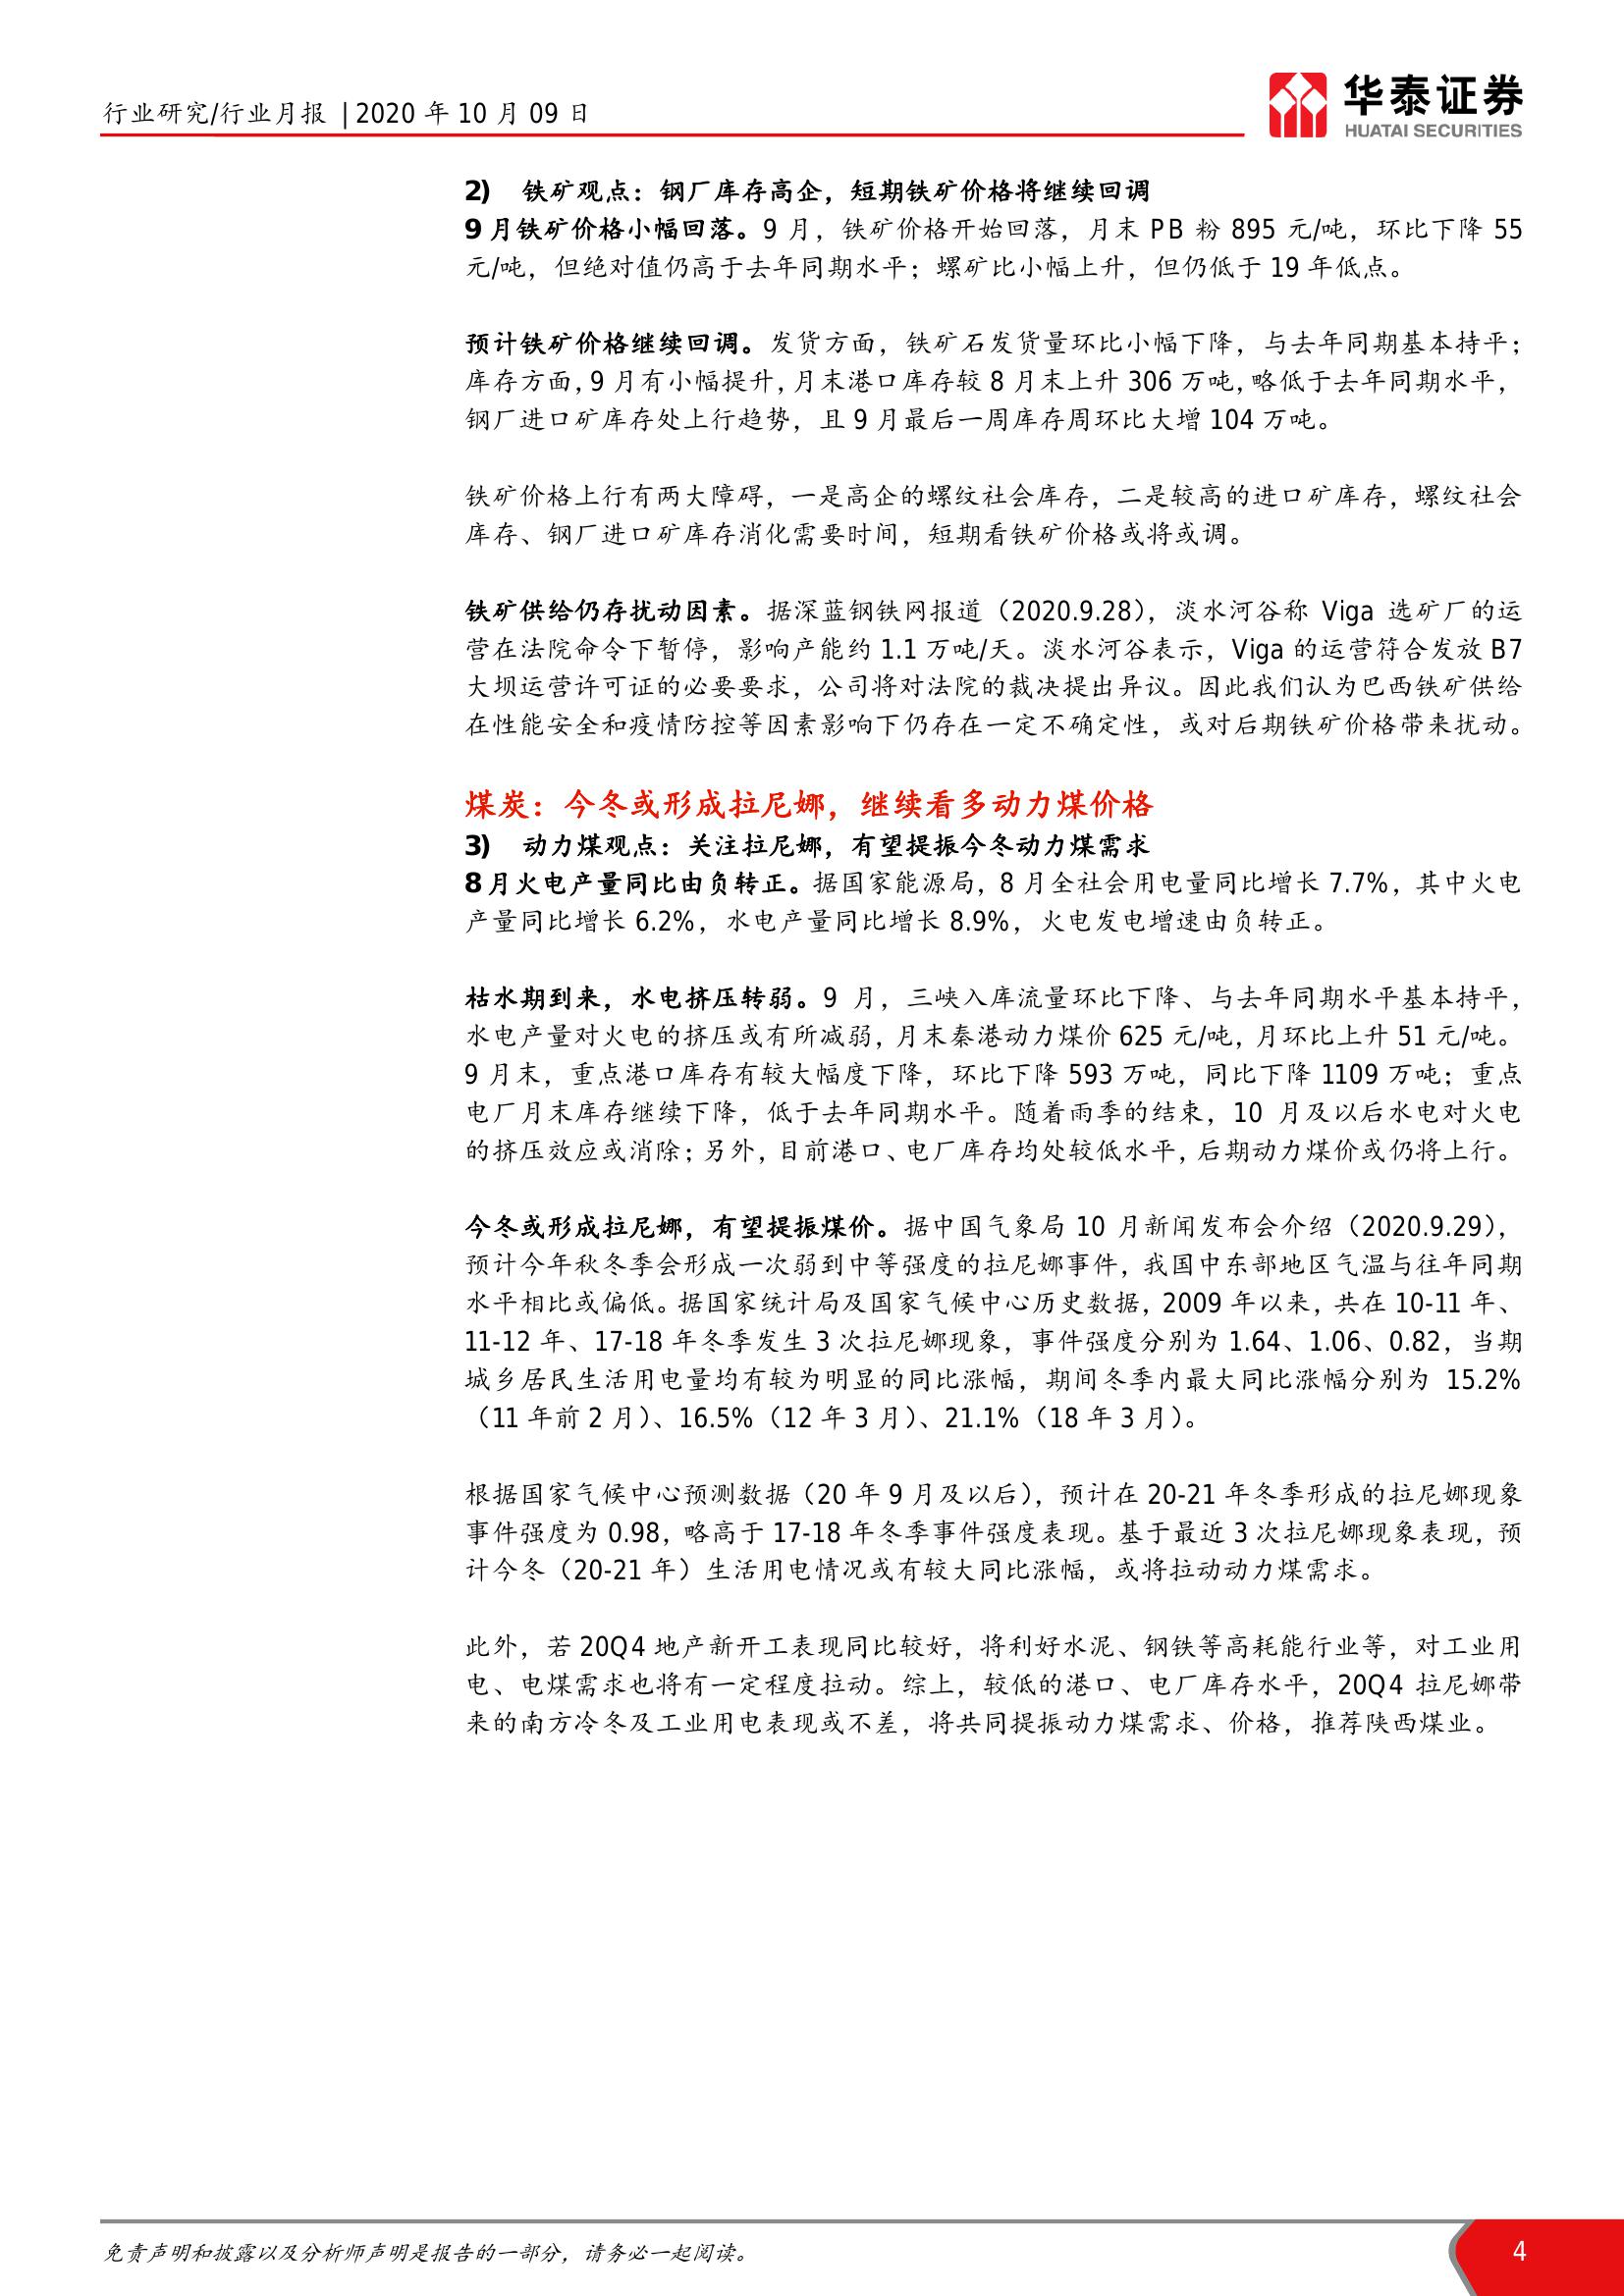 行业研究/行业月报 | 2020 年 10 月 09 日
华泰证券
HUATAI SECURITIES
2) 铁矿观点：钢厂库存高企，短期铁矿价格将继续回调
9 月铁矿价格小幅回落。9 月，铁矿价格开始回落，月末 PB 粉 895 元/吨，环比下降 55
元/吨，但绝对值仍高于去年同期水平；螺矿比小幅上升，但仍低于 19 年低点。
预计铁矿价格继续回调。发货方面，铁矿石发货量环比小幅下降，与去年同期基本持平；
库存方面，9 月有小幅提升，月末港口库存较 8 月末上升 306 万吨，略低于去年同期水平，
钢厂进口矿库存处上行趋势，且 9 月最后一周库存周环比大增 104 万吨。
铁矿价格上行有两大障碍，一是高企的螺纹社会库存，二是较高的进口矿库存，螺纹社会
库存、钢厂进口矿库存消化需要时间，短期看铁矿价格或将或调。
铁矿供给仍存扰动因素。据深蓝钢铁网报道（2020.9.28），淡水河谷称 Viga 选矿厂的运
营在法院命令下暂停，影响产能约 1.1 万吨/天。淡水河谷表示，Viga 的运营符合发放 B7
大坝运营许可证的必要要求，公司将对法院的裁决提出异议。因此我们认为巴西铁矿供给
在性能安全和疫情防控等因素影响下仍存在一定不确定性，或对后期铁矿价格带来扰动。
煤炭：今冬或形成拉尼娜，继续看多动力煤价格
3) 动力煤观点：关注拉尼娜，有望提振今冬动力煤需求
8 月火电产量同比由负转正。据国家能源局，8 月全社会用电量同比增长 7.7%，其中火电
产量同比增长 6.2%，水电产量同比增长 8.9%，火电发电增速由负转正。
枯水期到来，水电挤压转弱。9 月，三峡入库流量环比下降、与去年同期水平基本持平，
水电产量对火电的挤压或有所减弱，月末秦港动力煤价 625 元/吨，月环比上升 51 元/吨。
9 月末，重点港口库存有较大幅度下降，环比下降 593 万吨，同比下降 1109 万吨；重点
电厂月末库存继续下降，低于去年同期水平。随着雨季的结束，10 月及以后水电对火电
的挤压效应或消除；另外，目前港口、电厂库存均处较低水平，后期动力煤价或仍将上行。
今冬或形成拉尼娜，有望提振煤价。据中国气象局 10 月新闻发布会介绍（2020.9.29），
预计今年秋冬季会形成一次弱到中等强度的拉尼娜事件，我国中东部地区气温与往年同期
水平相比或偏低。据国家统计局及国家气候中心历史数据，2009 年以来，共在 10-11 年、
11-12 年、17-18 年冬季发生 3 次拉尼娜现象，事件强度分别为 1.64、1.06、0.82，当期
城乡居民生活用电量均有较为明显的同比涨幅，期间冬季内最大同比涨幅分别为 15.2%
（11 年前 2 月）、16.5%（12 年 3 月）、21.1%（18 年 3 月）。
根据国家气候中心预测数据（20 年 9 月及以后），预计在 20-21 年冬季形成的拉尼娜现象
事件强度为 0.98，略高于 17-18 年冬季事件强度表现。基于最近 3 次拉尼娜现象表现，预
计今冬（20-21 年）生活用电情况或有较大同比涨幅，或将拉动动力煤需求。
此外，若 20Q4 地产新开工表现同比较好，将利好水泥、钢铁等高耗能行业等，对工业用
电、电煤需求也将有一定程度拉动。综上，较低的港口、电厂库存水平，20Q4 拉尼娜带
来的南方冷冬及工业用电表现或不差，将共同提振动力煤需求、价格，推荐陕西煤业。
免责声明和披露以及分析师声明是报告的一部分，请务必一起阅读。
4